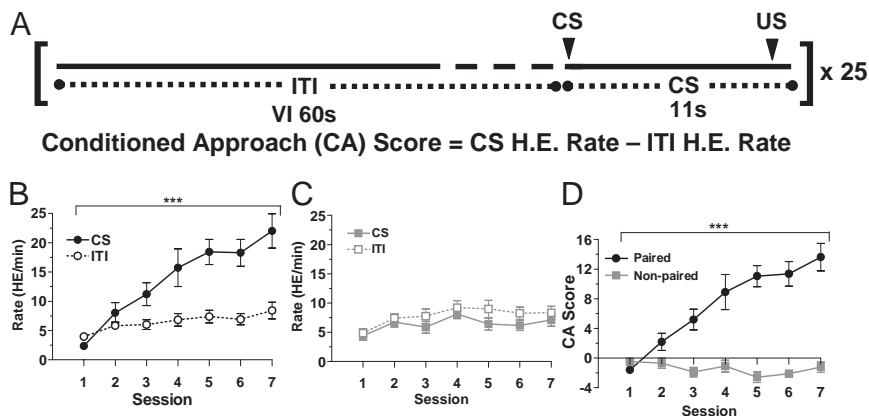 A
CS
US
ITI
CS
x 25
VI 60s
11s
Conditioned Approach (CA) Score = CS H.E. Rate – ITI H.E. Rate
B
***
Rate (HE/min)
25
20
15
10
5
0
CS
ITI
1 2 3 4 5 6 7
Session
C
Rate (HE/min)
25
20
15
10
5
0
CS
ITI
1 2 3 4 5 6 7
Session
D
***
CA Score
16
12
8
4
0
-4
Paired
Non-paired
1 2 3 4 5 6 7
Session